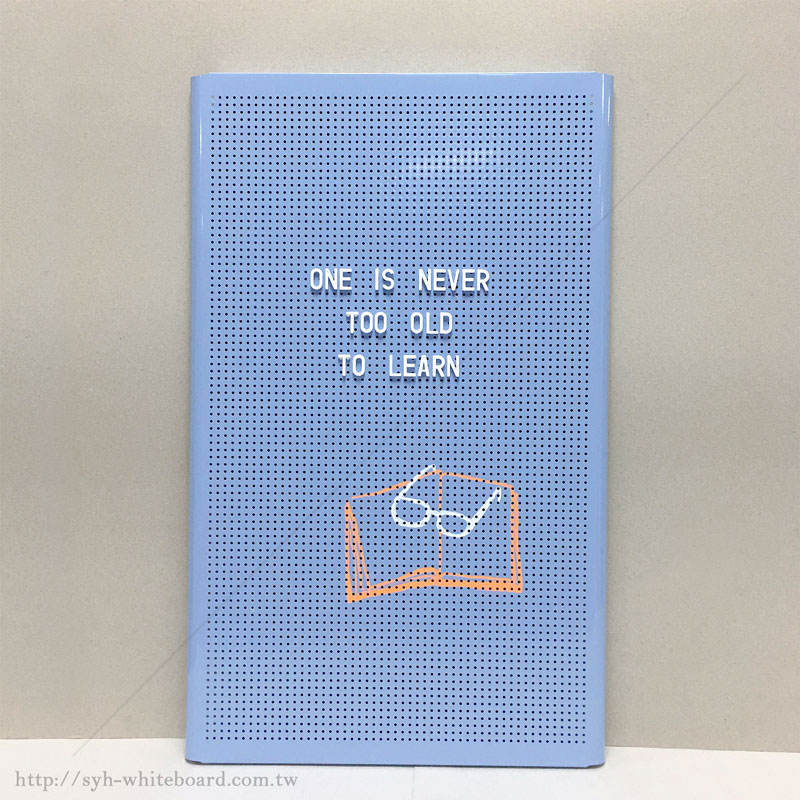 ONE IS NEVER
TOO OLD
TO LEARN
http://syh-whiteboard.com.tw